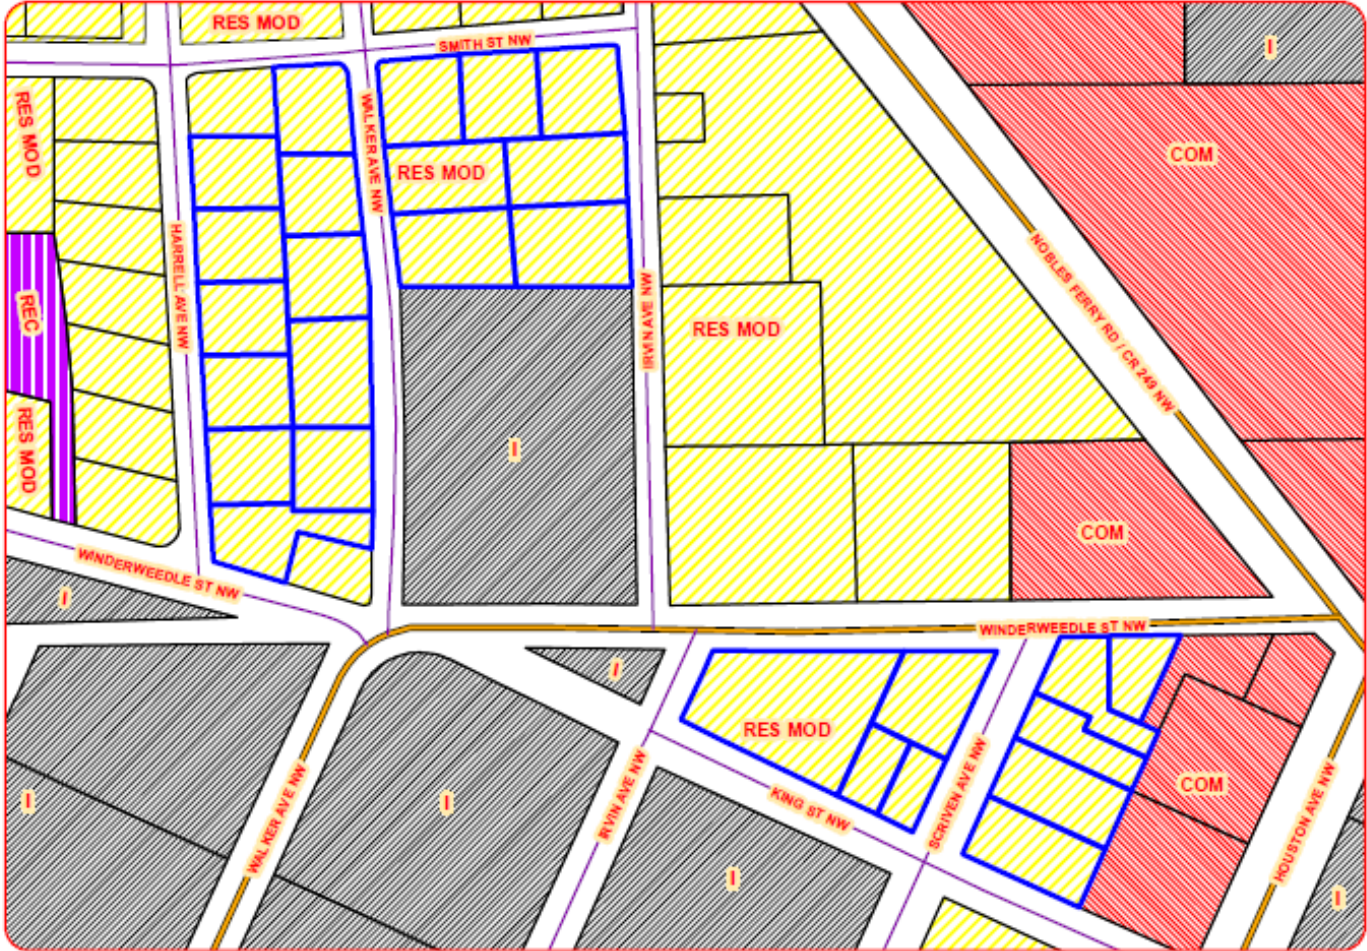 RES MOD
SMITH ST NW
I
RES MOD
WALKER AVE NW
RES MOD
COM
HARRELL AVE NW
NOBLES FERRY RD / CR 249 NW
REC
IRVIN AVE NW
RES MOD
RES MOD
I
COM
WINDERWEEDLE ST NW
I
WINDERWEEDLE ST NW
I
RES MOD
COM
I
I
WALKER AVE NW
IRVIN AVE NW
KING ST NW
SCRIVEN AVE NW
HOUSTON AVE NW
I
I